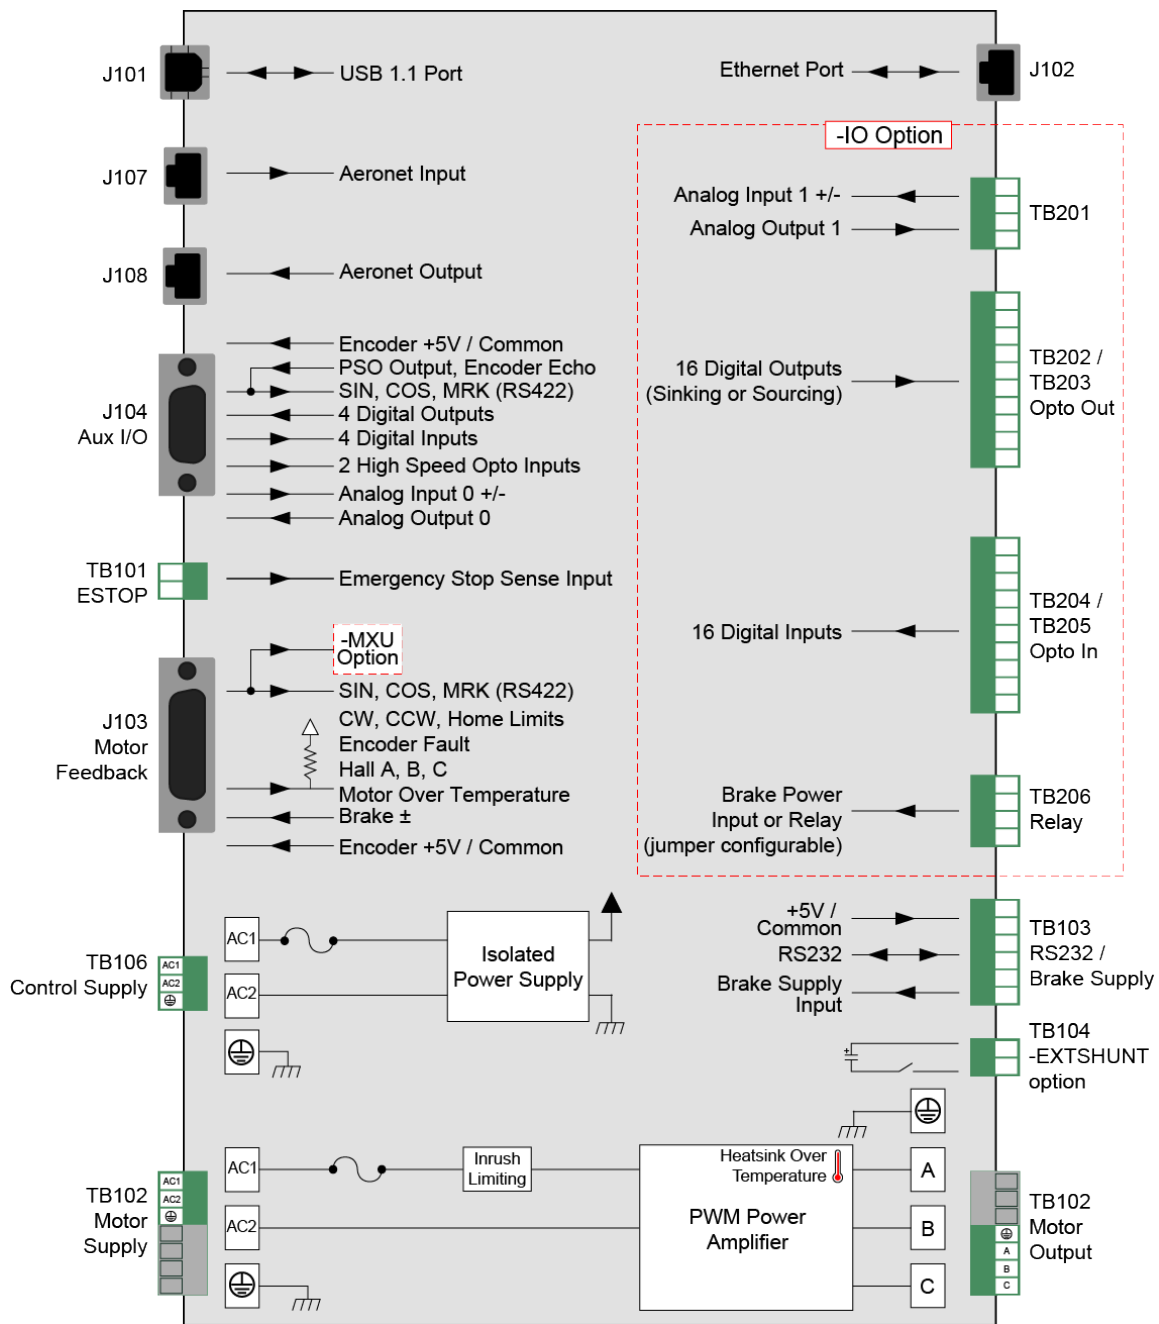 J101
USB 1.1 Port
Ethernet Port
J102
-IO Option
J107
Aeronet Input
Analog Input 1 +/-
Analog Output 1
TB201
J108
Aeronet Output
J104
Aux I/O
Encoder +5V / Common
PSO Output, Encoder Echo
SIN, COS, MRK (RS422)
4 Digital Outputs
4 Digital Inputs
2 High Speed Opto Inputs
Analog Input 0 +/-
Analog Output 0
16 Digital Outputs
(Sinking or Sourcing)
TB202 /
TB203
Opto Out
TB101
ESTOP
Emergency Stop Sense Input
16 Digital Inputs
TB204 /
TB205
Opto In
J103
Motor
Feedback
-MXU
Option
SIN, COS, MRK (RS422)
CW, CCW, Home Limits
Encoder Fault
Hall A, B, C
Motor Over Temperature
Brake ±
Encoder +5V / Common
Brake Power
Input or Relay
(jumper configurable)
TB206
Relay
TB106
Control Supply
AC1
AC2
AC1
AC2
Isolated
Power Supply
+5V /
Common
RS232
Brake Supply
Input
TB103
RS232 /
Brake Supply
TB104
-EXTSHUNT
option
TB102
Motor
Supply
AC1
AC2
AC1
AC2
Inrush
Limiting
Heatsink Over
Temperature
PWM Power
Amplifier
A
B
C
A
B
C
TB102
Motor
Output